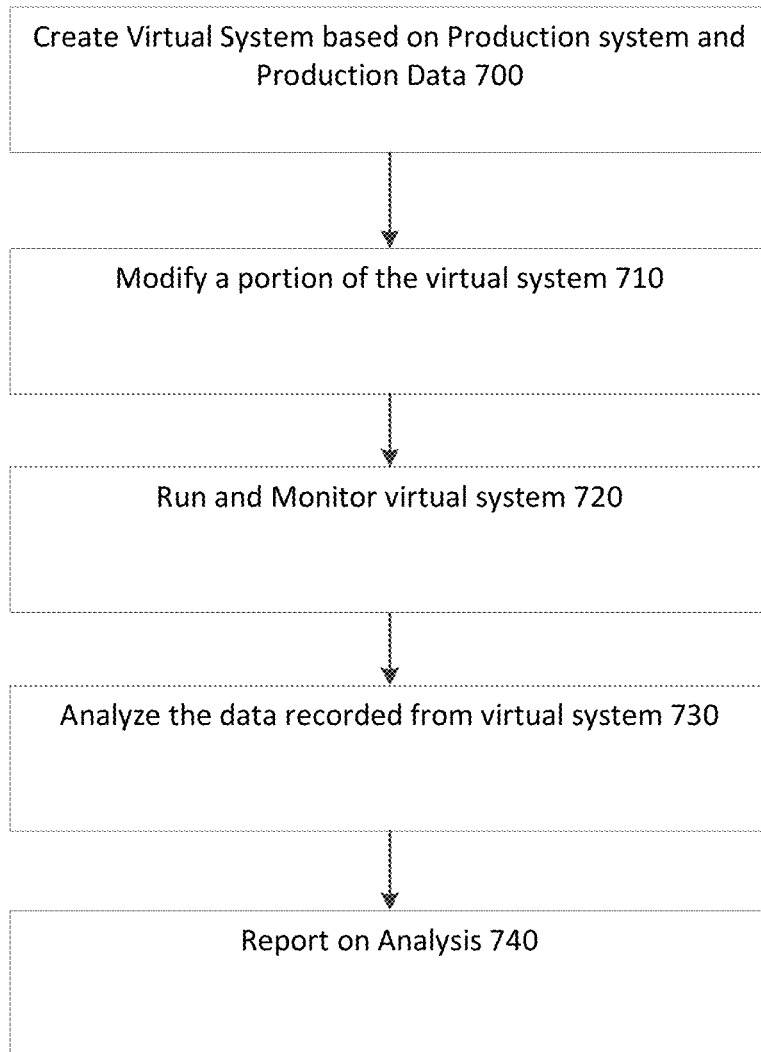 Create Virtual System based on Production system and
Production Data 700
Modify a portion of the virtual system 710
Run and Monitor virtual system 720
Analyze the data recorded from virtual system 730
Report on Analysis 740